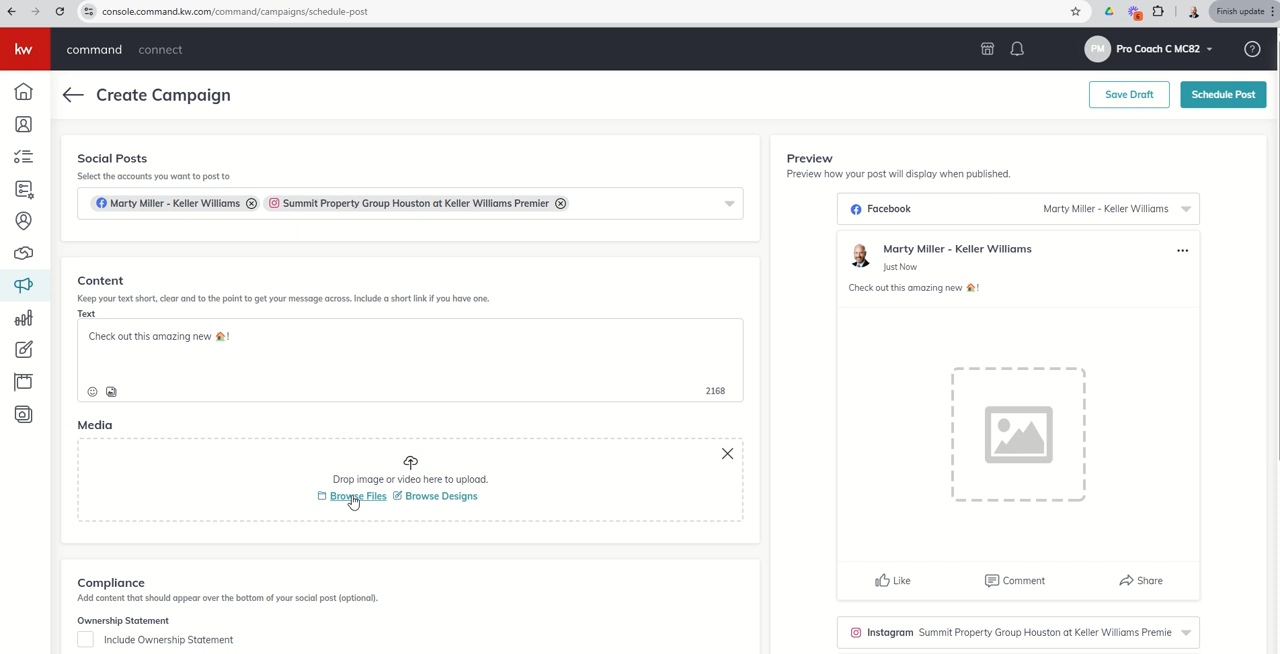 console.command.kw.com/command/campaigns/schedule-post
6
Finish update
kw
command
connect
PM
Pro Coach C MC82
?
Create Campaign
Save Draft
Schedule Post
Social Posts
Select the accounts you want to post to
Marty Miller - Keller Williams
Summit Property Group Houston at Keller Williams Premier
Content
Keep your text short, clear and to the point to get your message across. Include a short link if you have one.
Text
Check out this amazing new 🏠!
2168
Media
Drop image or video here to upload.
Browse Files
Browse Designs
Compliance
Add content that should appear over the bottom of your social post (optional).
Ownership Statement
Include Ownership Statement
Preview
Preview how your post will display when published.
Facebook
Marty Miller - Keller Williams
Marty Miller - Keller Williams
Just Now
Check out this amazing new 🏠!
Like
Comment
Share
Instagram
Summit Property Group Houston at Keller Williams Premie